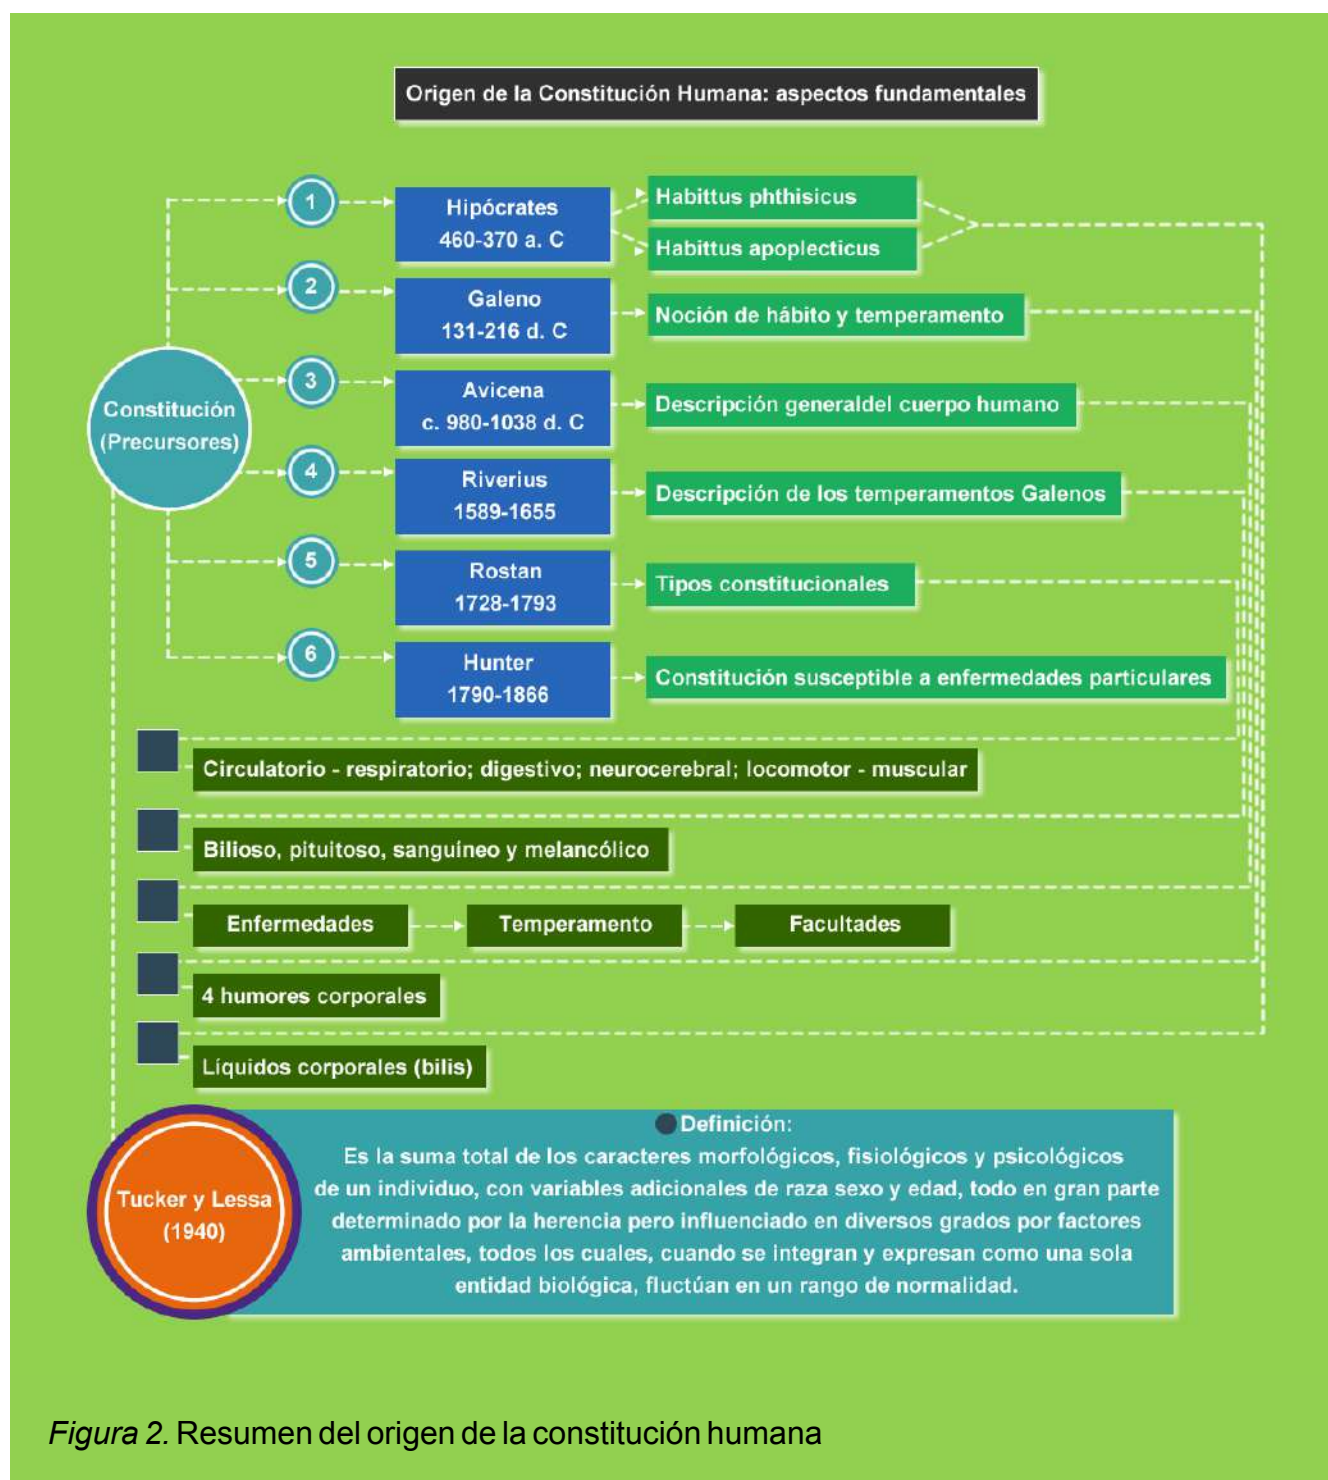 Origen de la Constitución Humana: aspectos fundamentales
1
Hipócrates
460-370 a. C
Habittus phthisicus
Habittus apoplecticus
2
Galeno
131-216 d. C
Noción de hábito y temperamento
3
Avicena
c. 980-1038 d. C
Descripción generaldel cuerpo humano
Constitución
(Precursores)
4
Riverius
1589-1655
Descripción de los temperamentos Galenos
5
Rostan
1728-1793
Tipos constitucionales
6
Hunter
1790-1866
Constitución susceptible a enfermedades particulares
Circulatorio - respiratorio; digestivo; neurocerebral; locomotor - muscular
Bilioso, pituitoso, sanguíneo y melancólico
Enfermedades
Temperamento
Facultades
4 humores corporales
Líquidos corporales (bilis)
Tucker y Lessa
(1940)
Definición:
Es la suma total de los caracteres morfológicos, fisiológicos y psicológicos
de un individuo, con variables adicionales de raza sexo y edad, todo en gran parte
determinado por la herencia pero influenciado en diversos grados por factores
ambientales, todos los cuales, cuando se integran y expresan como una sola
entidad biológica, fluctúan en un rango de normalidad.
Figura 2. Resumen del origen de la constitución humana